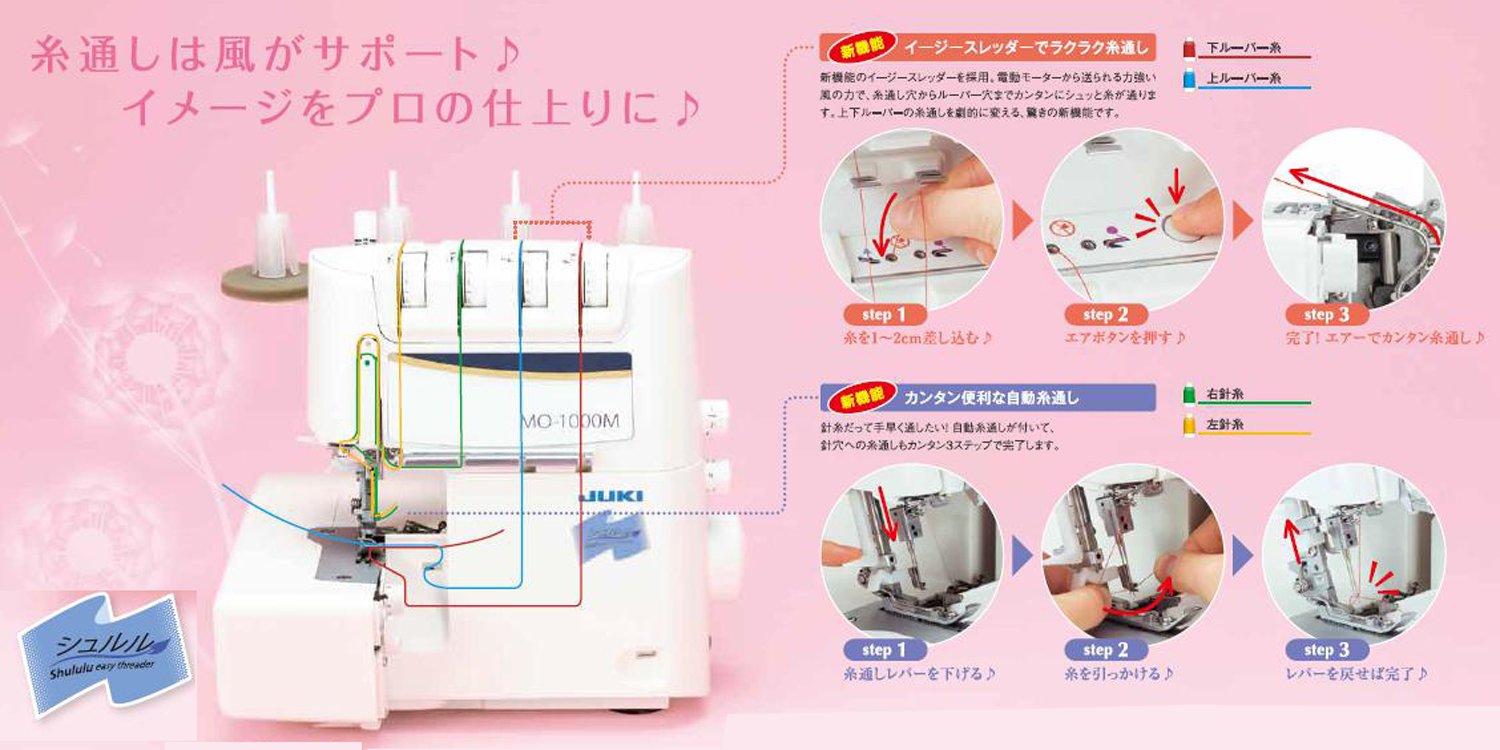 糸通しは風がサポート♪
イメージをプロの仕上りに♪
新機能 イージースレッダーでラクラク糸通し
新機能のイージースレッダーを採用。電動モーターから送られる力強い
風の力で、糸通し穴からルーパー穴までカンタンにシュッと糸が通りま
す。上下ルーパーの糸通しを劇的に変える、驚きの新機能です。
下ルーパー糸
上ルーパー糸
step 1
糸を1〜2cm差し込む♪
step 2
エアボタンを押す♪
step 3
完了! エアーでカンタン糸通し♪
新機能 カンタン便利な自動糸通し
針糸だって手早く通したい! 自動糸通しが付いて、
針穴への糸通しもカンタン3ステップで完了します。
右針糸
左針糸
step 1
糸通しレバーを下げる♪
step 2
糸を引っかける♪
step 3
レバーを戻せば完了♪
MO-1000M
JUKI
シュルル
Shululu easy threader